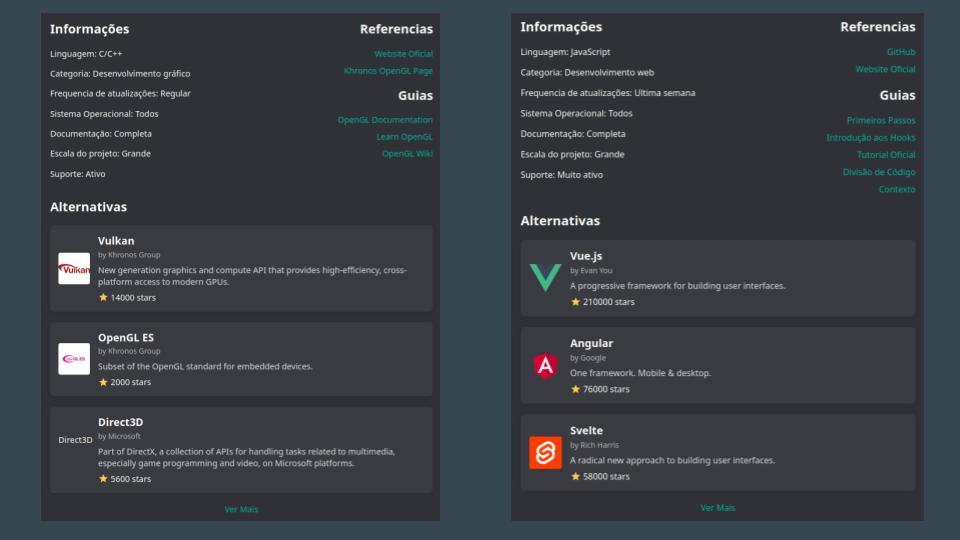 Informações
Linguagem: C/C++
Categoria: Desenvolvimento gráfico
Frequencia de atualizações: Regular
Sistema Operacional: Todos
Documentação: Completa
Escala do projeto: Grande
Suporte: Ativo
Referencias
Website Oficial
Khronos OpenGL Page
Guias
OpenGL Documentation
Learn OpenGL
OpenGL Wiki
Alternativas
Vulkan
Vulkan
by Khronos Group
New generation graphics and compute API that provides high-efficiency, cross-
platform access to modern GPUs.
14000 stars
OpenGL ES
OpenGL ES
by Khronos Group
Subset of the OpenGL standard for embedded devices.
2000 stars
Direct3D
Direct3D
by Microsoft
Part of DirectX, a collection of APIs for handling tasks related to multimedia,
especially game programming and video, on Microsoft platforms.
5600 stars
Ver Mais
Informações
Linguagem: JavaScript
Categoria: Desenvolvimento web
Frequencia de atualizações: Ultima semana
Sistema Operacional: Todos
Documentação: Completa
Escala do projeto: Grande
Suporte: Muito ativo
Referencias
GitHub
Website Oficial
Guias
Primeiros Passos
Introdução aos Hooks
Tutorial Oficial
Divisão de Código
Contexto
Alternativas
Vue.js
by Evan You
A progressive framework for building user interfaces.
210000 stars
A
Angular
by Google
One framework. Mobile & desktop.
76000 stars
Svelte
by Rich Harris
A radical new approach to building user interfaces.
58000 stars
Ver Mais